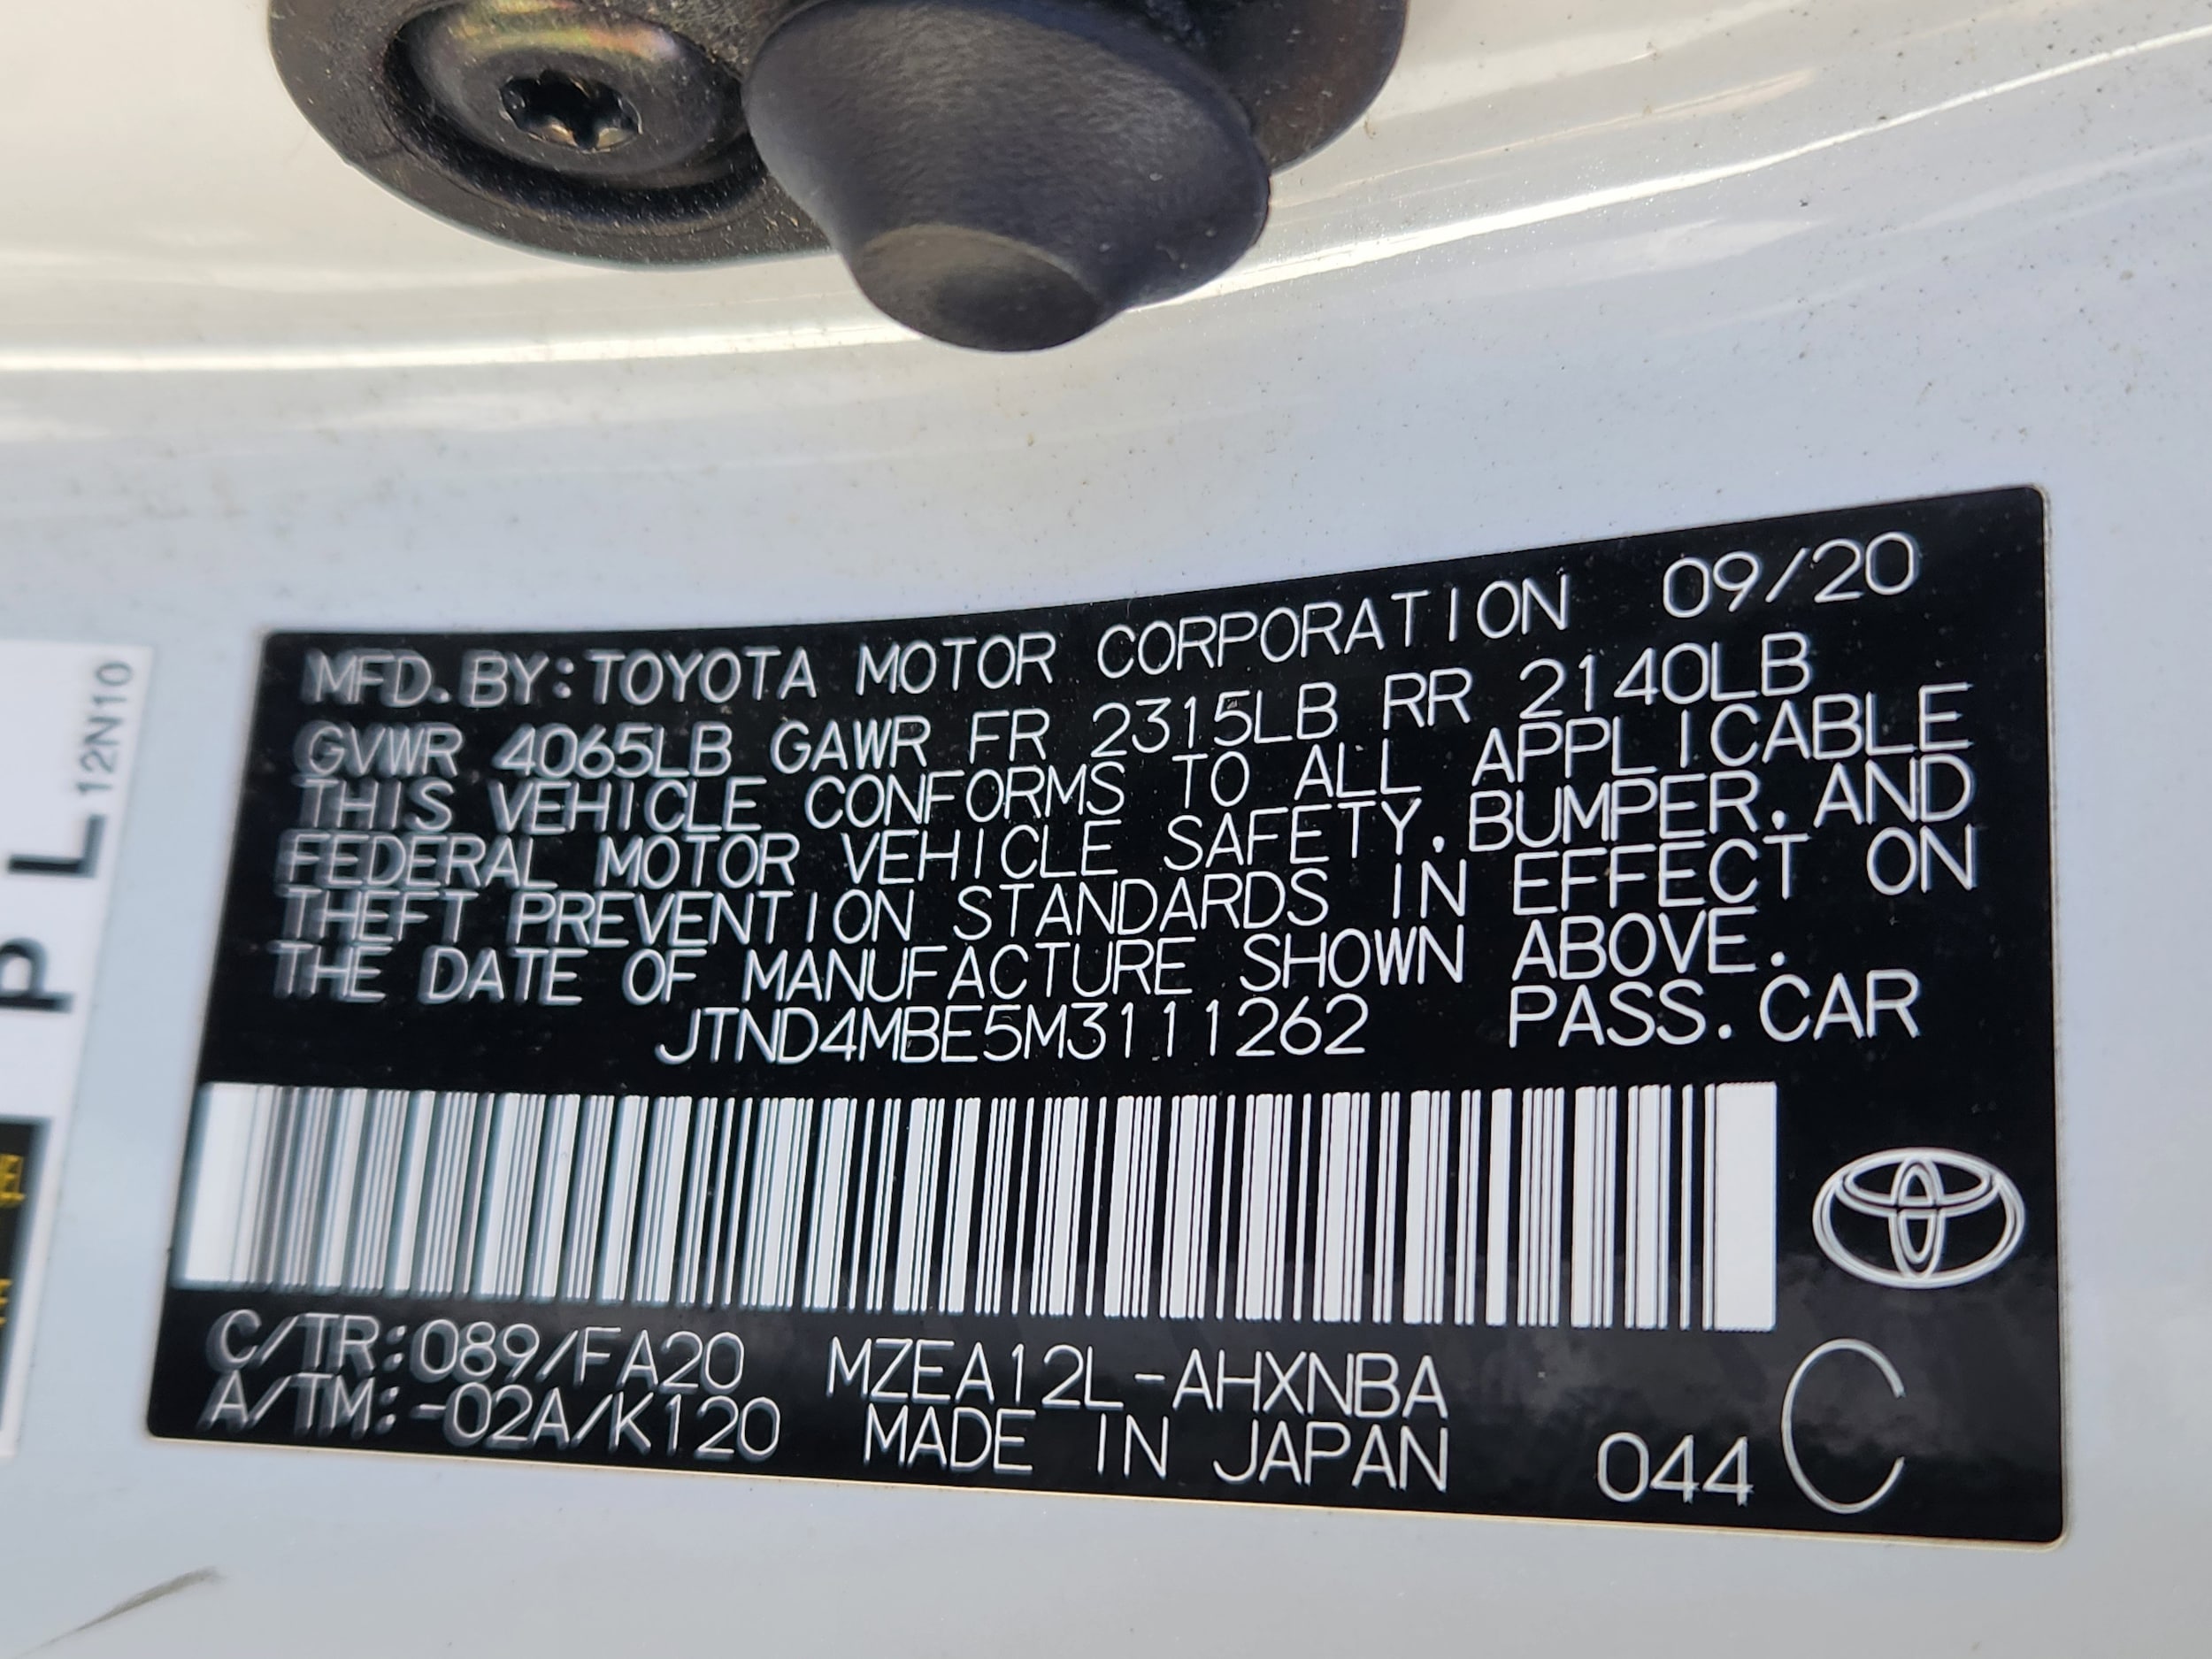 MFD.BY:TOYOTA MOTOR CORPORATION 09/20
GVWR 4065LB GAWR FR 2315LB RR 2140LB
THIS VEHICLE CONFORMS TO ALL APPLICABLE
FEDERAL MOTOR VEHICLE SAFETY,BUMPER,AND
THEFT PREVENTION STANDARDS IN EFFECT ON
THE DATE OF MANUFACTURE SHOWN ABOVE.
JTND4MBE5M3111262 PASS.CAR
C/TR:089/FA20 MZEA12L-AHXNBA
A/TM:-02A/K120 MADE IN JAPAN 044 C
12N10
P L